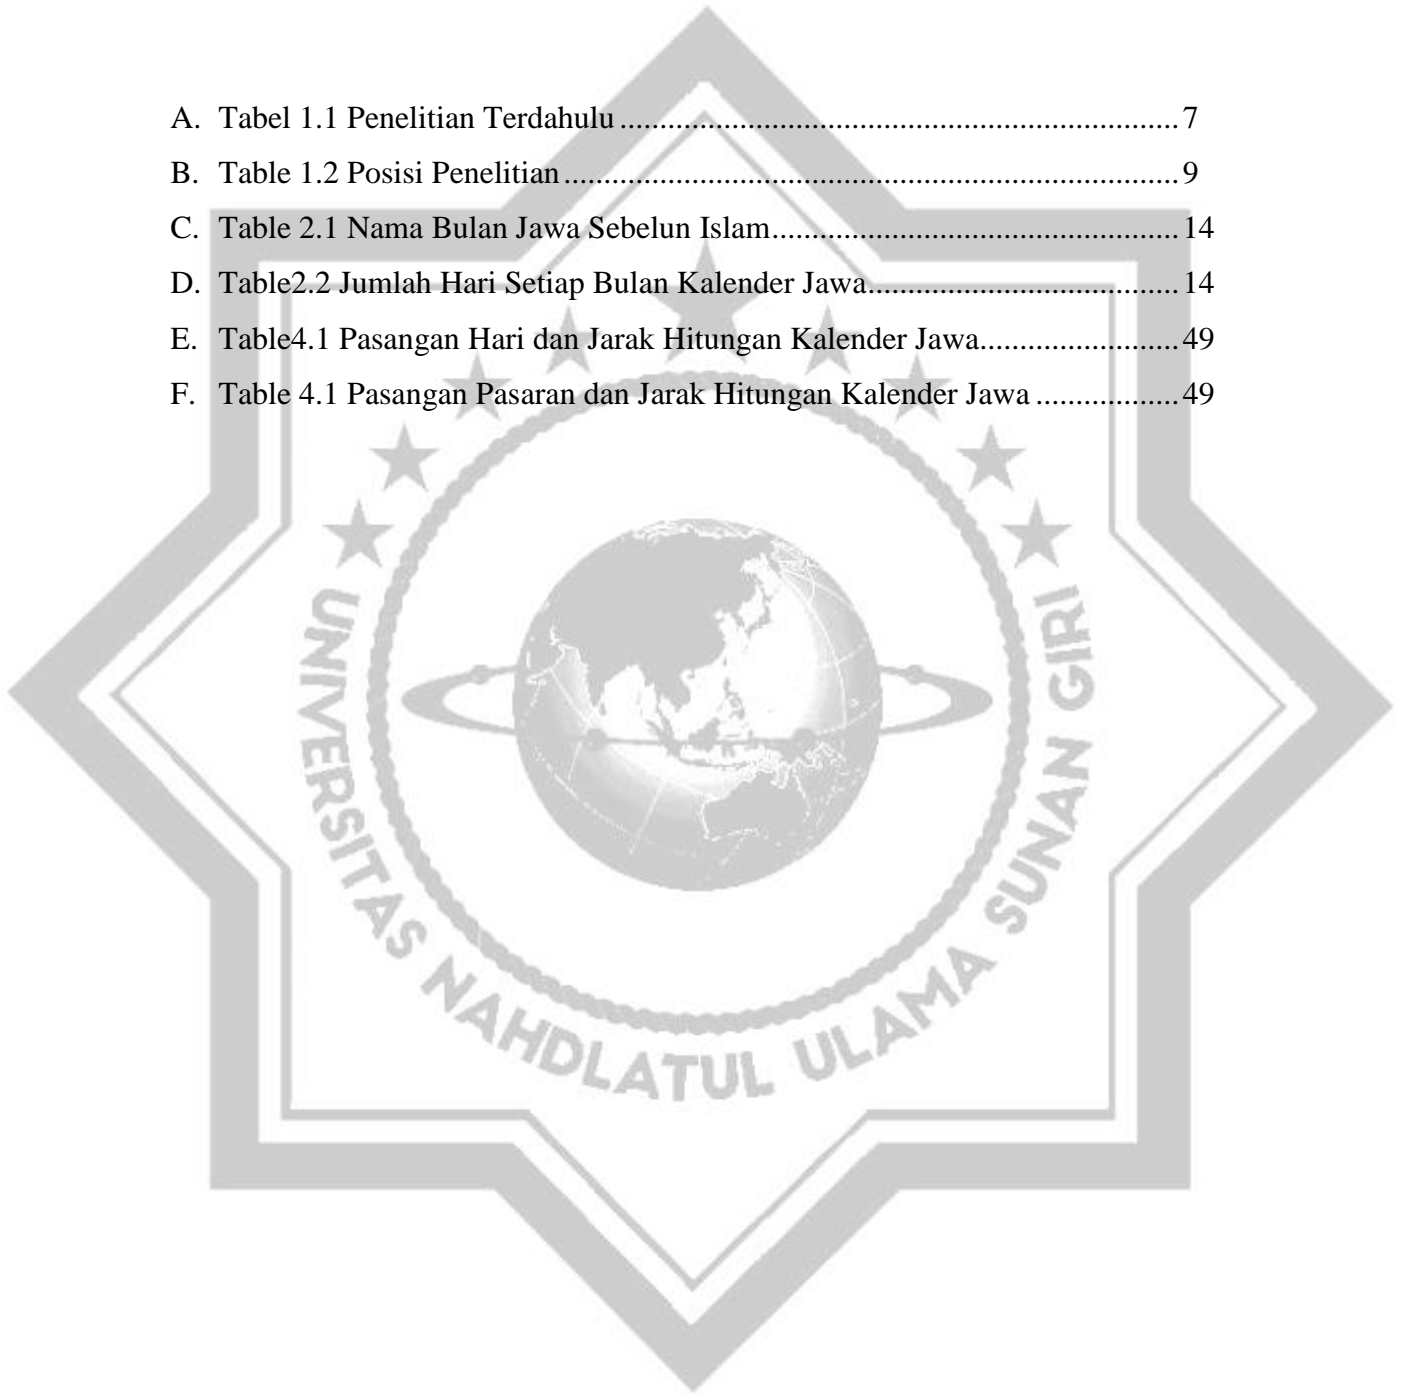 A. Tabel 1.1 Penelitian Terdahulu ...................................................................... 7
B. Table 1.2 Posisi Penelitian ............................................................................. 9
C. Table 2.1 Nama Bulan Jawa Sebelun Islam................................................... 14
D. Table2.2 Jumlah Hari Setiap Bulan Kalender Jawa....................................... 14
E. Table4.1 Pasangan Hari dan Jarak Hitungan Kalender Jawa......................... 49
F. Table 4.1 Pasangan Pasaran dan Jarak Hitungan Kalender Jawa .................. 49
UNIVERSITAS NAHDLATUL ULAMA SUNAN GIRI